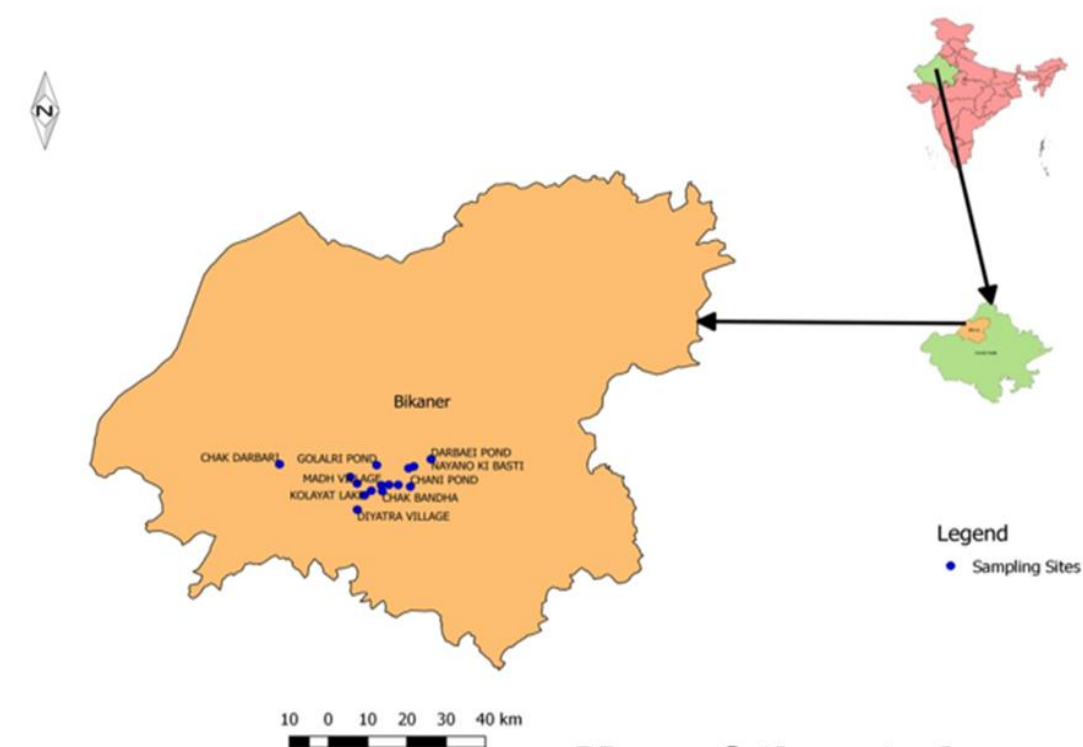 N
Bikaner
CHAK DARBARI
GOLALRI POND
DARBAEI POND
NAYANO KI BASTI
MADH VILLAGE
CHANI POND
KOLAYAT LAKE
CHAK BANDHA
DIYATRA VILLAGE
Legend
Sampling Sites
10 0 10 20 30 40 km